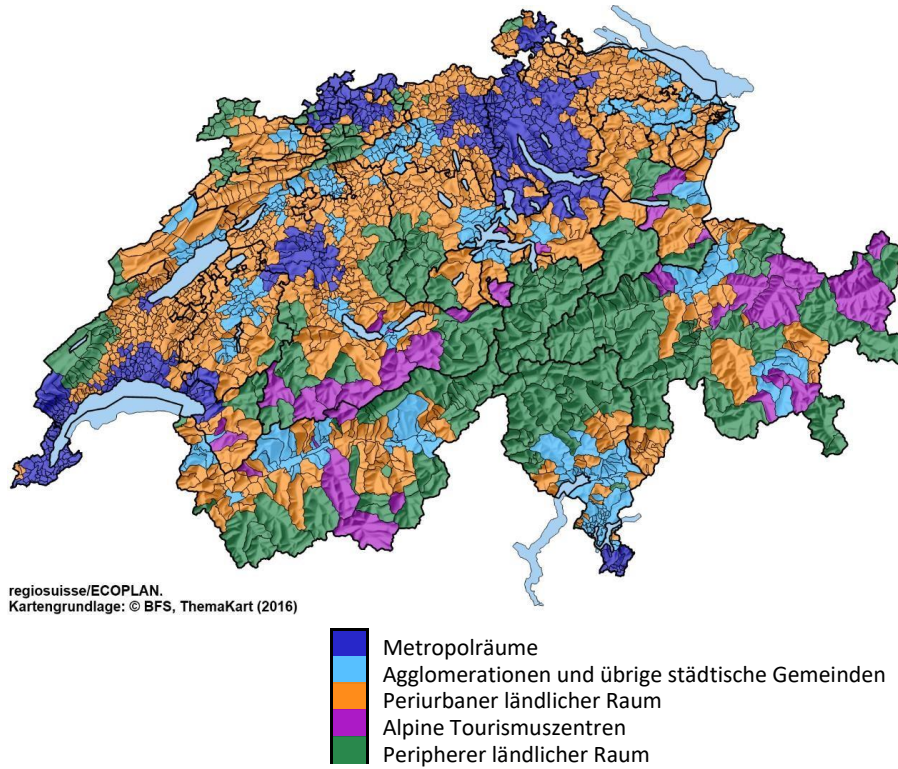 regiosuisse/ECOPLAN.
Kartengrundlage: © BFS, ThemaKart (2016)
Metropolräume
Agglomerationen und übrige städtische Gemeinden
Periurbaner ländlicher Raum
Alpine Tourismuszentren
Peripherer ländlicher Raum